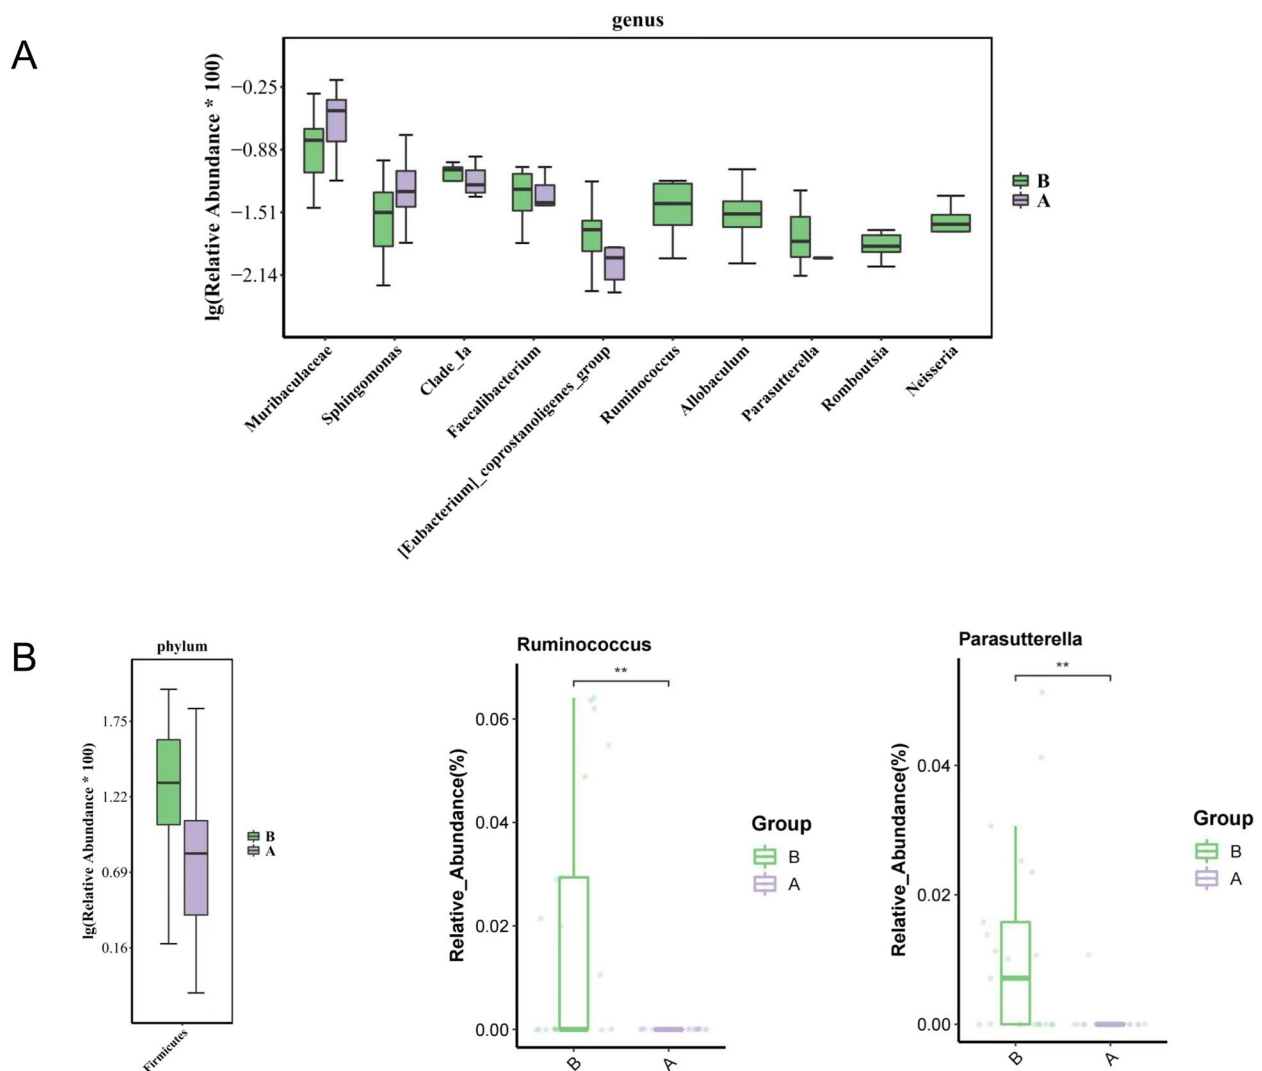 A
genus
lg(Relative Abundance * 100)
−0.25
−0.88
−1.51
−2.14
B
A
Muribaculaceae
Sphingomonas
Clade_Ia
Faecalibacterium
[Eubacterium]_coprostanoligenes_group
Ruminococcus
Allobaculum
Parasutterella
Romboutsia
Neisseria
B
phylum
lg(Relative Abundance * 100)
1.75
1.22
0.69
0.16
Firmicutes
B
A
Ruminococcus
**
Relative_Abundance(%)
0.06
0.04
0.02
0.00
B
A
Group
B
A
Parasutterella
**
Relative_Abundance(%)
0.04
0.02
0.00
B
A
Group
B
A